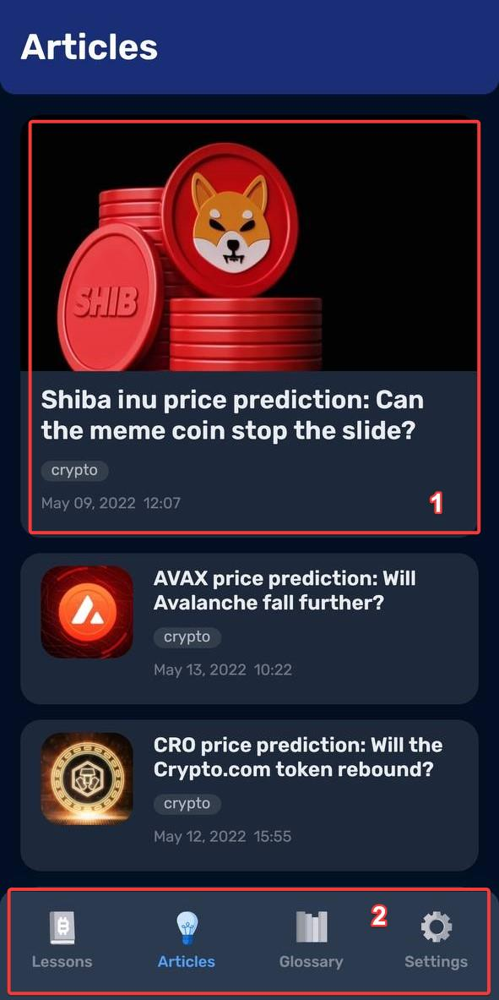 Articles
SHIB
Shiba inu price prediction: Can
the meme coin stop the slide?
crypto
May 09, 2022 12:07
1
AVAX price prediction: Will
Avalanche fall further?
crypto
May 13, 2022 10:22
CRO price prediction: Will the
Crypto.com token rebound?
crypto
May 12, 2022 15:55
2
Lessons
Articles
Glossary
Settings